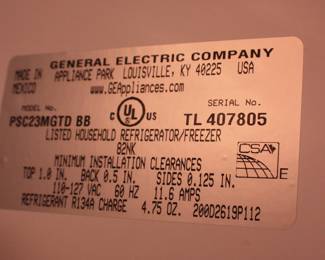 GENERAL ELECTRIC COMPANY
MADE IN APPLIANCE PARK LOUISVILLE, KY 40225 USA
MEXICO www.GEAppliances.com
MODEL NO. SERIAL NO.
PSC23MGTD BB C UL US TL 407805
LISTED HOUSEHOLD REFRIGERATOR/FREEZER
82NK
MINIMUM INSTALLATION CLEARANCES
TOP 1.0 IN. BACK 0.5 IN. SIDES 0.125 IN.
110-127 VAC 60 HZ 11.6 AMPS
REFRIGERANT R134A CHARGE 4.75 OZ. 200D2619P112
CSA
E